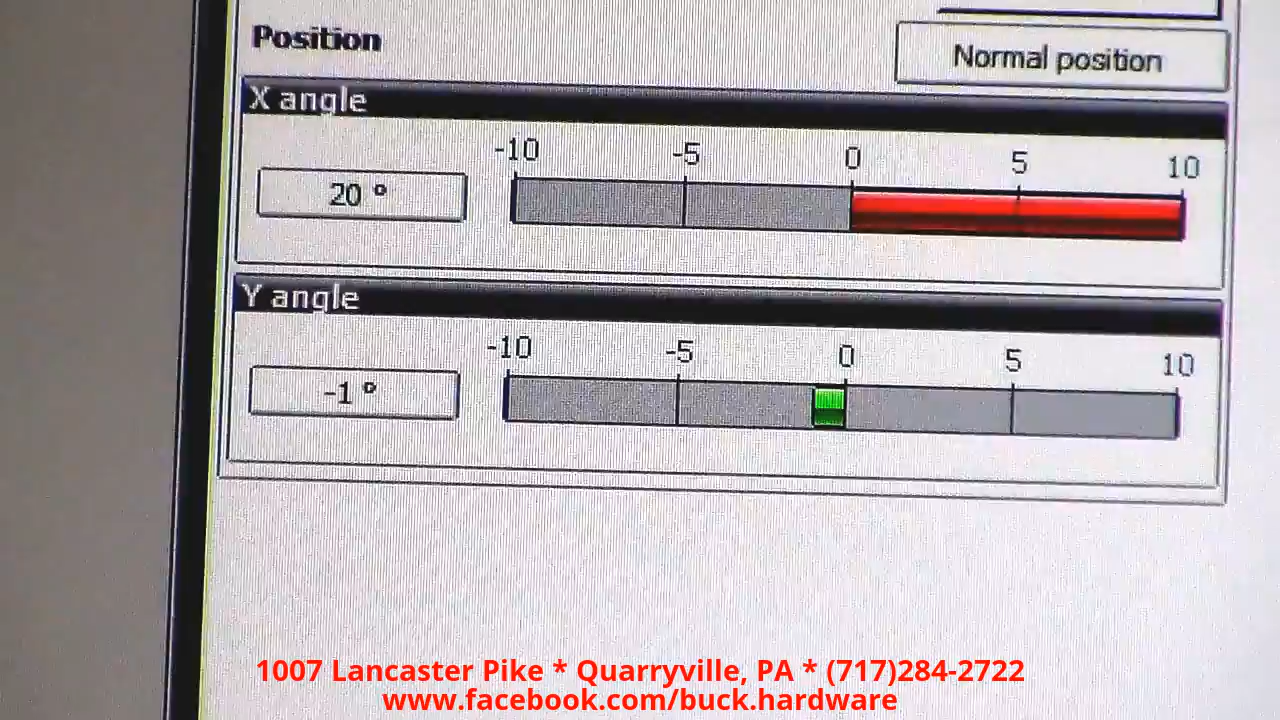 Position
Normal position
X angle
-10 -5 0 5 10
20 º
Y angle
-10 -5 0 5 10
-1 º
1007 Lancaster Pike * Quarryville, PA * (717)284-2722
www.facebook.com/buck.hardware